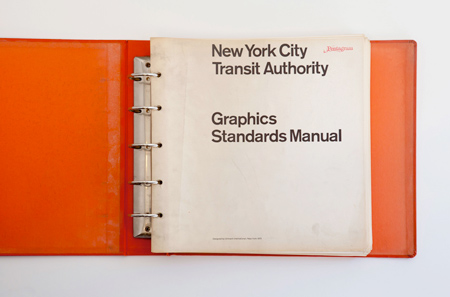 New York City
Transit Authority
Graphics
Standards Manual